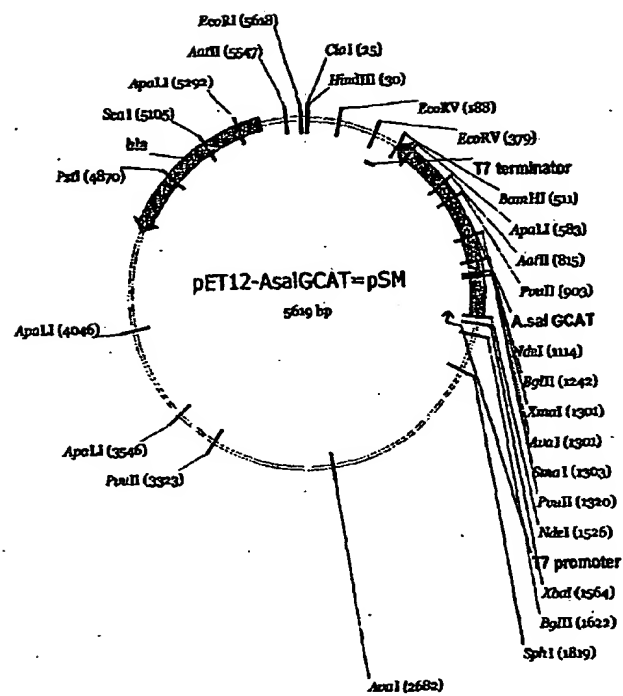 EcoRI (5618)
AatII (5547)
ApaLI (5292)
ScaI (5105)
bla
PstI (4870)
ClaI (25)
HindIII (30)
EcoRV (188)
EcoRV (379)
T7 terminator
BamHI (511)
ApaLI (583)
AatII (815)
PvuII (903)
A.sal GCAT
NdeI (1114)
BglII (1242)
XmaI (1301)
AvaI (1301)
SmaI (1303)
PvuII (1320)
NdeI (1526)
T7 promoter
XbaI (1564)
BglII (1622)
SphI (1819)
pET12-AsalGCAT=pSM
5619 bp
ApaLI (4046)
ApaLI (3546)
PvuII (3323)
AvaI (2682)